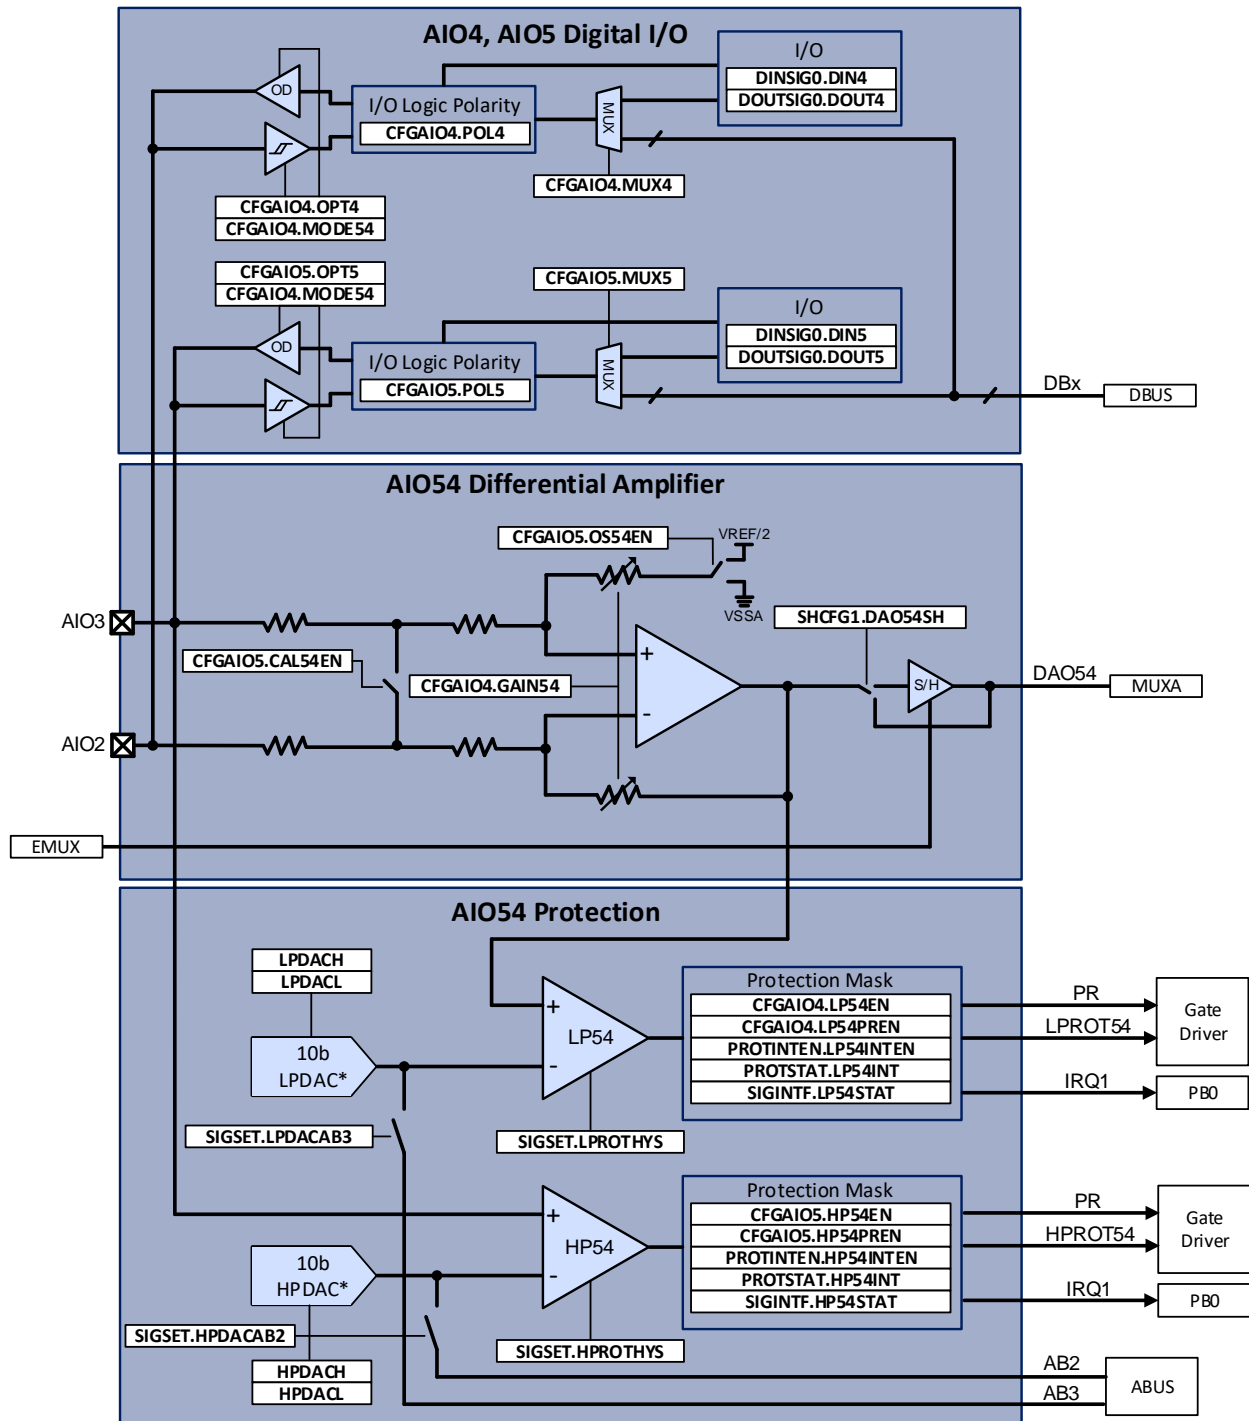 AIO4, AIO5 Digital I/O
I/O
DINSIG0.DIN4
DOUTSIG0.DOUT4
OD
I/O Logic Polarity
CFGAIO4.POL4
MUX
CFGAIO4.MUX4
CFGAIO4.OPT4
CFGAIO4.MODE54
CFGAIO5.OPT5
CFGAIO4.MODE54
CFGAIO5.MUX5
I/O
DINSIG0.DIN5
DOUTSIG0.DOUT5
OD
I/O Logic Polarity
CFGAIO5.POL5
MUX
DBx
DBUS
AIO54 Differential Amplifier
CFGAIO5.OS54EN
VREF/2
VSSA
SHCFG1.DAO54SH
AIO3
CFGAIO5.CAL54EN
CFGAIO4.GAIN54
+
-
S/H
DAO54
MUXA
AIO2
EMUX
AIO54 Protection
LPDACH
LPDACL
10b
LPDAC*
+
-
LP54
Protection Mask
CFGAIO4.LP54EN
CFGAIO4.LP54PREN
PROTINTEN.LP54INTEN
PROTSTAT.LP54INT
SIGINTF.LP54STAT
PR
LPROT54
Gate
Driver
IRQ1
PB0
SIGSET.LPDACAB3
SIGSET.LPROTHYS
Protection Mask
CFGAIO5.HP54EN
CFGAIO5.HP54PREN
PROTINTEN.HP54INTEN
PROTSTAT.HP54INT
SIGINTF.HP54STAT
+
-
HP54
10b
HPDAC*
PR
HPROT54
Gate
Driver
IRQ1
PB0
SIGSET.HPDACAB2
SIGSET.HPROTHYS
HPDACH
HPDACL
AB2
AB3
ABUS